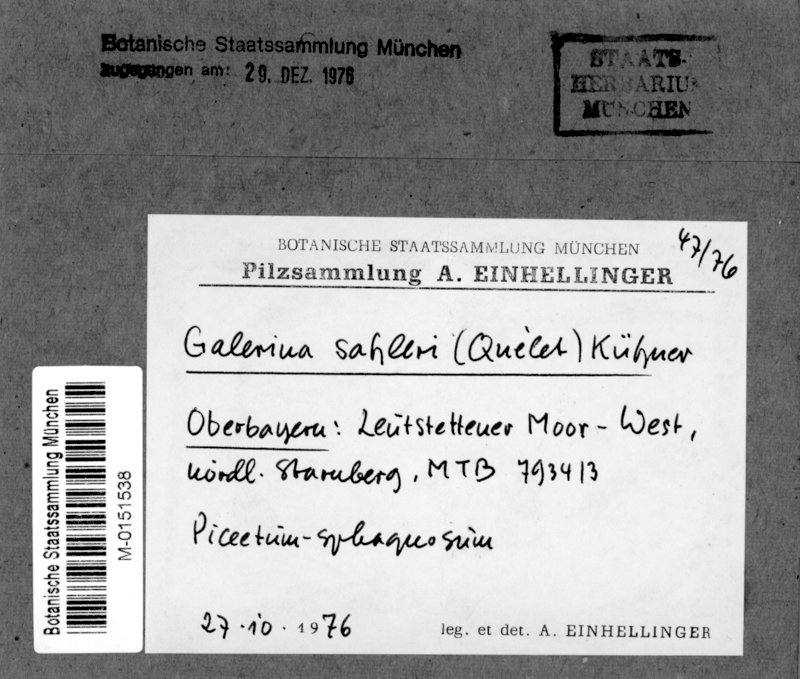 Botanische Staatssammlung München
zugegangen am: 29. DEZ. 1976
STAATS-
HERBARIU
MÜNCHEN
47/76
BOTANISCHE STAATSSAMMLUNG MÜNCHEN
Pilzsammlung A. EINHELLINGER
Galerina sahleri (Quélet) Kühner
Oberbayern: Leutstettener Moor-West,
nördl. Starnberg, MTB 7934/3
Piceetum-sphagnosum
27.10.1976
leg. et det. A. EINHELLINGER
Botanische Staatssammlung München
M-0151538